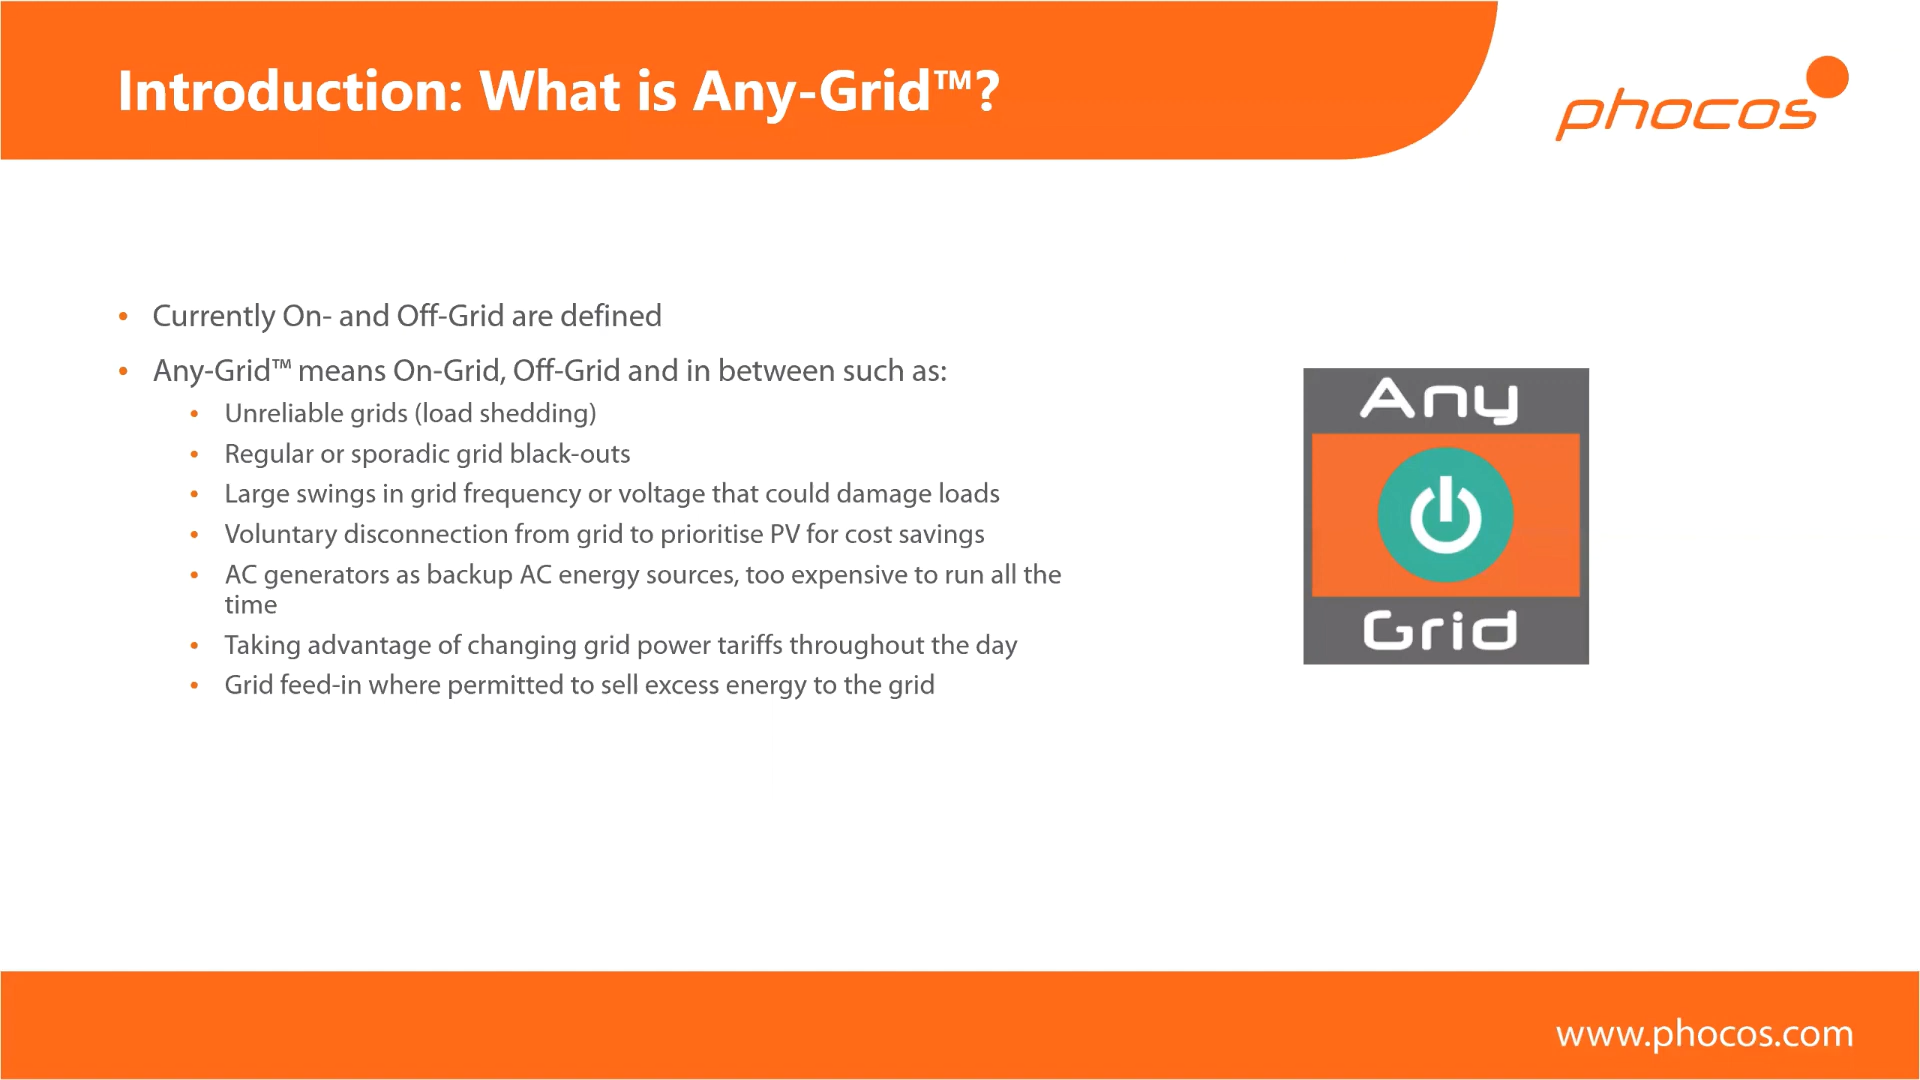 Introduction: What is Any-Grid™?
phocos
• Currently On- and Off-Grid are defined
• Any-Grid™ means On-Grid, Off-Grid and in between such as:
• Unreliable grids (load shedding)
• Regular or sporadic grid black-outs
• Large swings in grid frequency or voltage that could damage loads
• Voluntary disconnection from grid to prioritise PV for cost savings
• AC generators as backup AC energy sources, too expensive to run all the
time
• Taking advantage of changing grid power tariffs throughout the day
• Grid feed-in where permitted to sell excess energy to the grid
Any
Grid
www.phocos.com